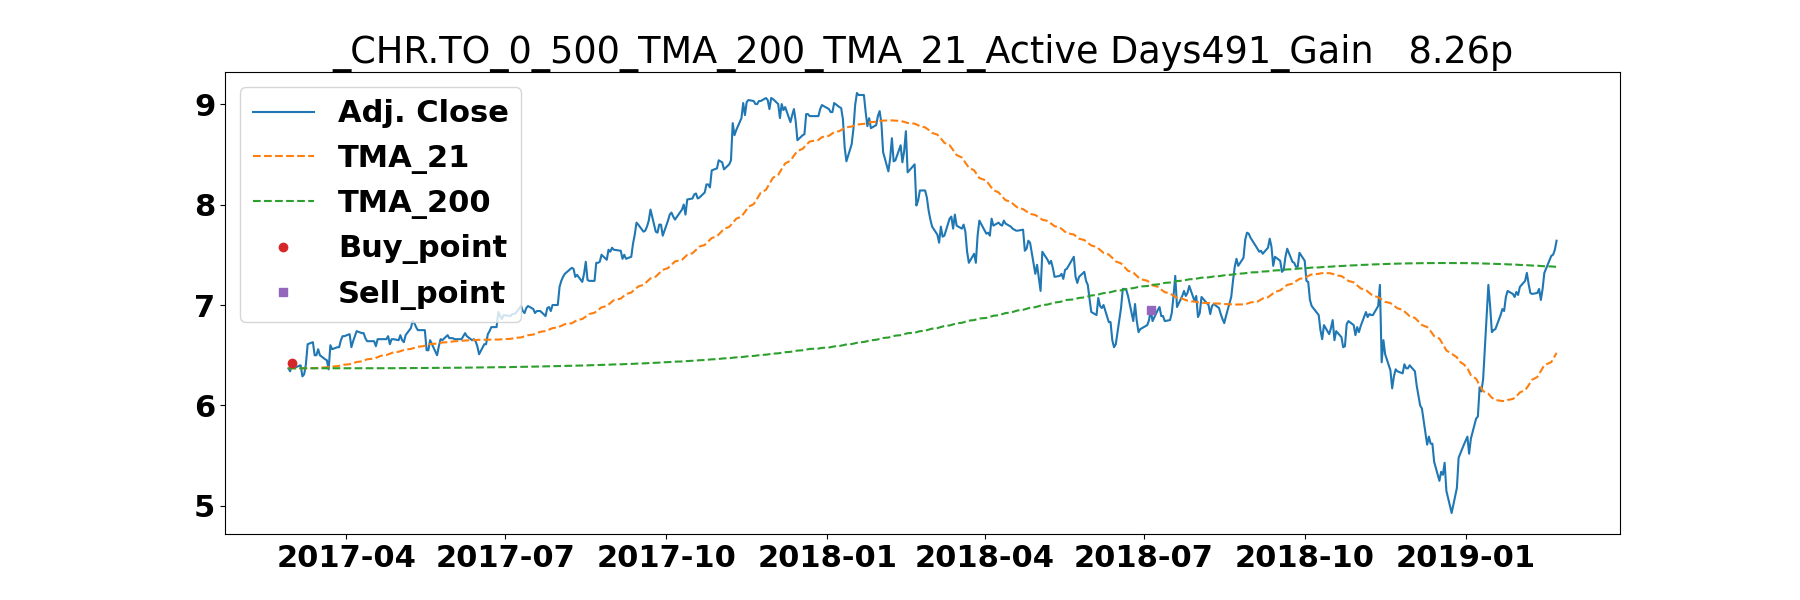 _CHR.TO_0_500_TMA_200_TMA_21_Active Days491_Gain   8.26p
9
8
7
6
5
Adj. Close
TMA_21
TMA_200
Buy_point
Sell_point
2017-04 2017-07 2017-10 2018-01 2018-04 2018-07 2018-10 2019-01